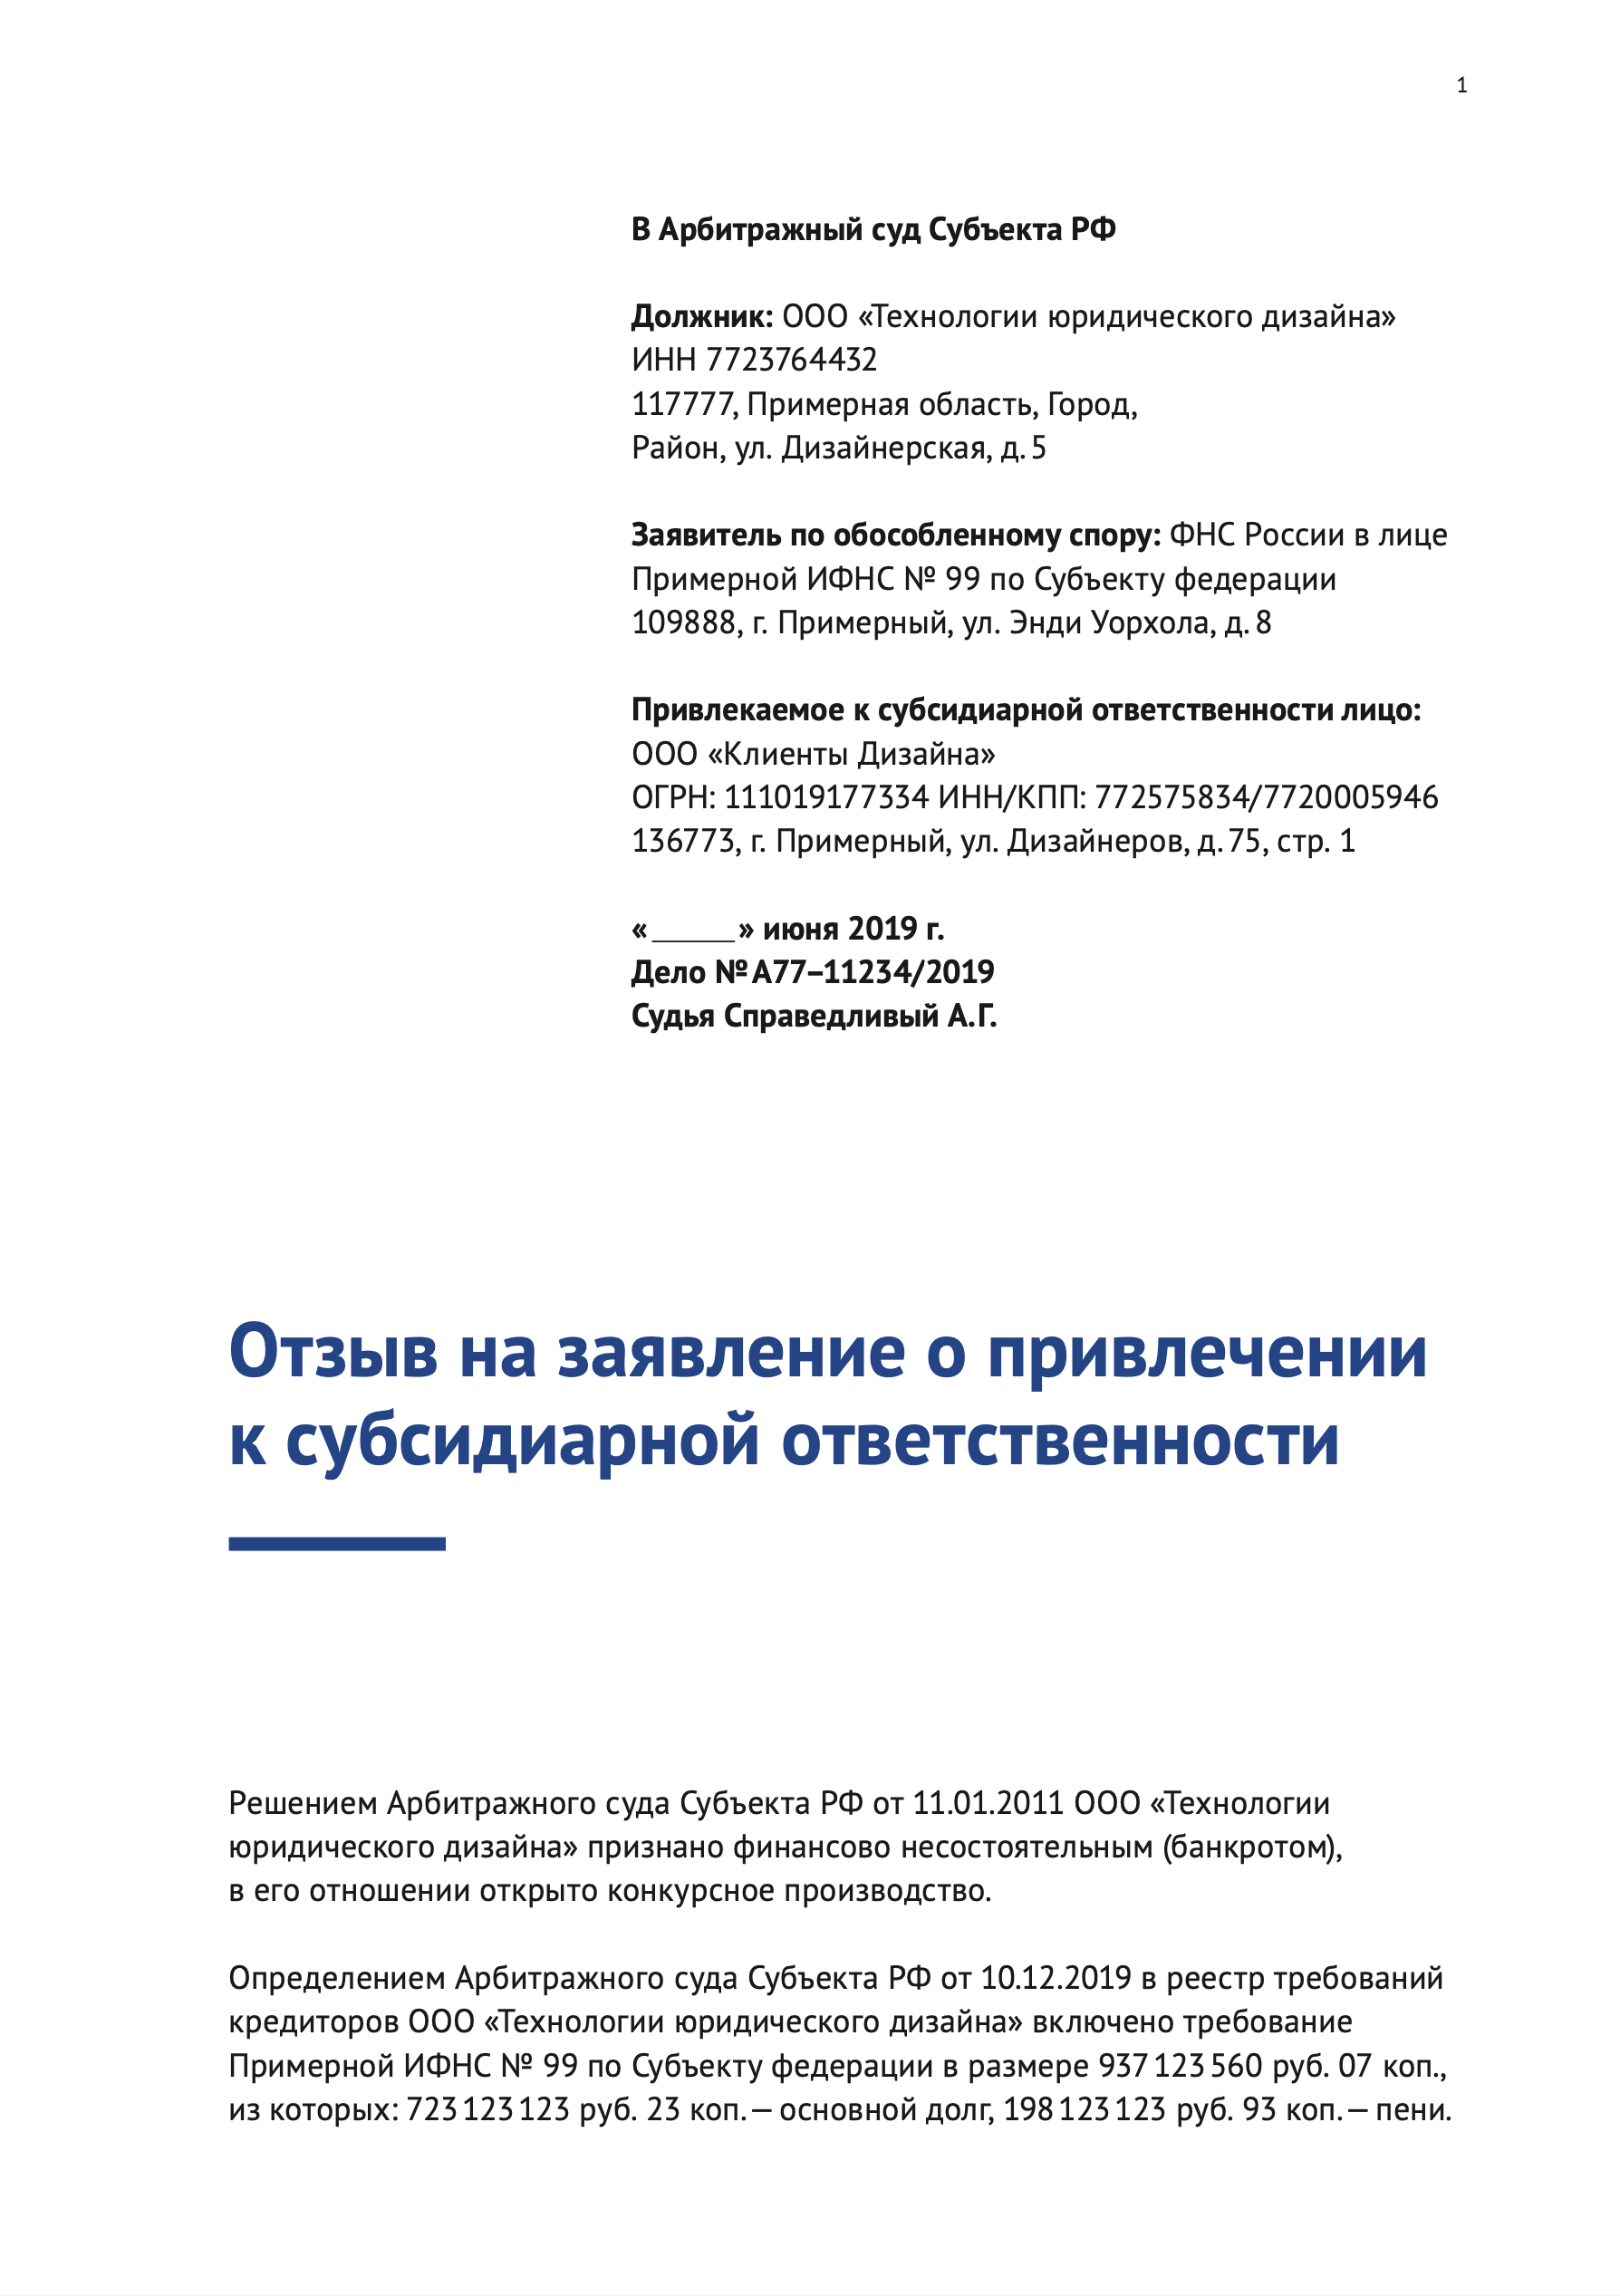 1
В Арбитражный суд Субъекта РФ
Должник: ООО «Технологии юридического дизайна»
ИНН 7723764432
117777, Примерная область, Город,
Район, ул. Дизайнерская, д. 5
Заявитель по обособленному спору: ФНС России в лице
Примерной ИФНС № 99 по Субъекту федерации
109888, г. Примерный, ул. Энди Уорхола, д. 8
Привлекаемое к субсидиарной ответственности лицо:
ООО «Клиенты Дизайна»
ОГРН: 111019177334 ИНН/КПП: 772575834/7720005946
136773, г. Примерный, ул. Дизайнеров, д. 75, стр. 1
«_____» июня 2019 г.
Дело № А77–11234/2019
Судья Справедливый А.Г.
Отзыв на заявление о привлечении
к субсидиарной ответственности
Решением Арбитражного суда Субъекта РФ от 11.01.2011 ООО «Технологии
юридического дизайна» признано финансово несостоятельным (банкротом),
в его отношении открыто конкурсное производство.
Определением Арбитражного суда Субъекта РФ от 10.12.2019 в реестр требований
кредиторов ООО «Технологии юридического дизайна» включено требование
Примерной ИФНС № 99 по Субъекту федерации в размере 937 123 560 руб. 07 коп.,
из которых: 723 123 123 руб. 23 коп. — основной долг, 198 123 123 руб. 93 коп. — пени.